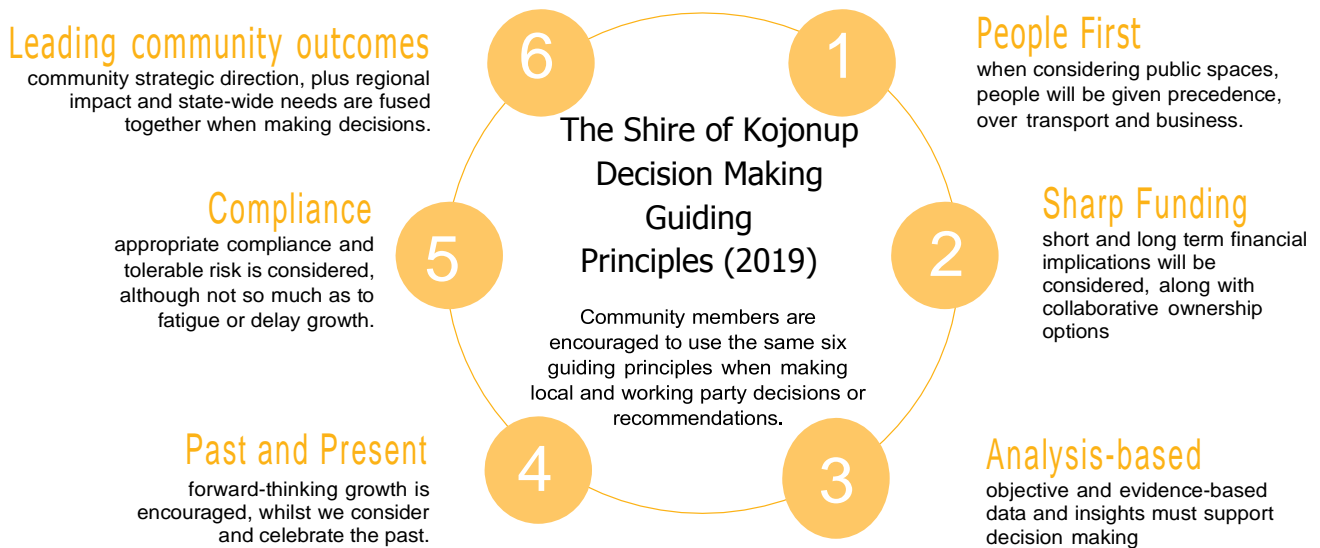 The Shire of Kojonup
Decision Making
Guiding
Principles (2019)
Community members are
encouraged to use the same six
guiding principles when making
local and working party decisions or
recommendations.
1
People First
when considering public spaces,
people will be given precedence,
over transport and business.
2
Sharp Funding
short and long term financial
implications will be
considered, along with
collaborative ownership
options
3
Analysis-based
objective and evidence-based
data and insights must support
decision making
4
Past and Present
forward-thinking growth is
encouraged, whilst we consider
and celebrate the past.
5
Compliance
appropriate compliance and
tolerable risk is considered,
although not so much as to
fatigue or delay growth.
6
Leading community outcomes
community strategic direction, plus regional
impact and state-wide needs are fused
together when making decisions.